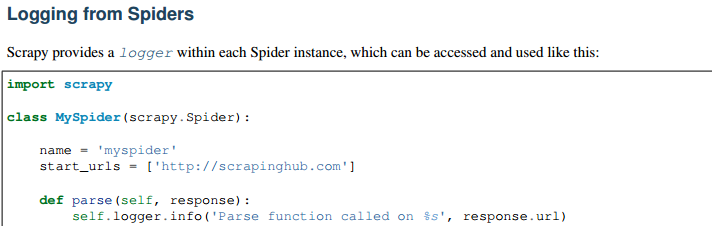 Logging from Spiders
Scrapy provides a logger within each Spider instance, which can be accessed and used like this:
import scrapy
class MySpider(scrapy.Spider):
name = 'myspider'
start_urls = ['http://scrapinghub.com']
def parse(self, response):
self.logger.info('Parse function called on %s', response.url)